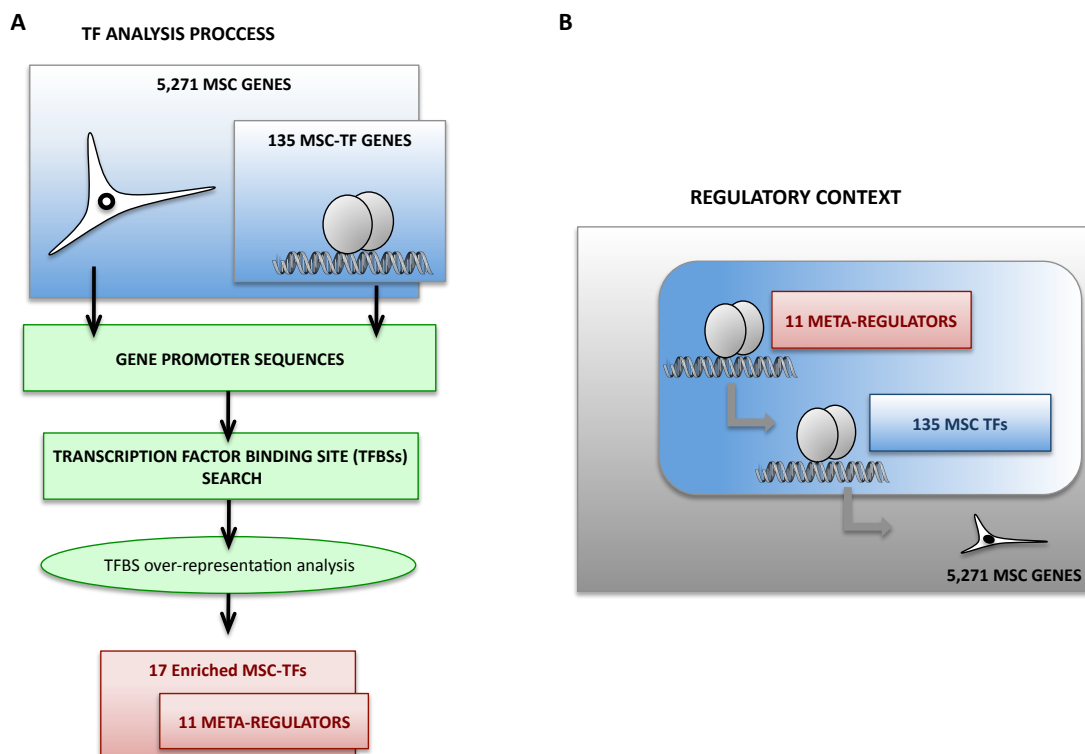 A
TF ANALYSIS PROCCESS
5,271 MSC GENES
135 MSC-TF GENES
GENE PROMOTER SEQUENCES
TRANSCRIPTION FACTOR BINDING SITE (TFBSs)
SEARCH
TFBS over-representation analysis
17 Enriched MSC-TFs
11 META-REGULATORS
B
REGULATORY CONTEXT
11 META-REGULATORS
135 MSC TFs
5,271 MSC GENES